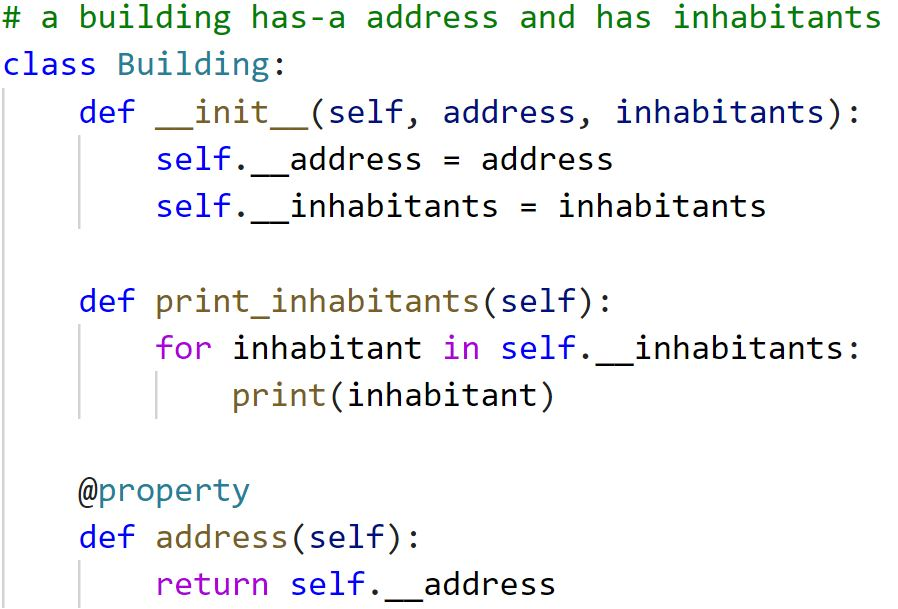 # a building has-a address and has inhabitants
class Building:
    def __init__(self, address, inhabitants):
        self.__address = address
        self.__inhabitants = inhabitants

    def print_inhabitants(self):
        for inhabitant in self.__inhabitants:
            print(inhabitant)

    @property
    def address(self):
        return self.__address